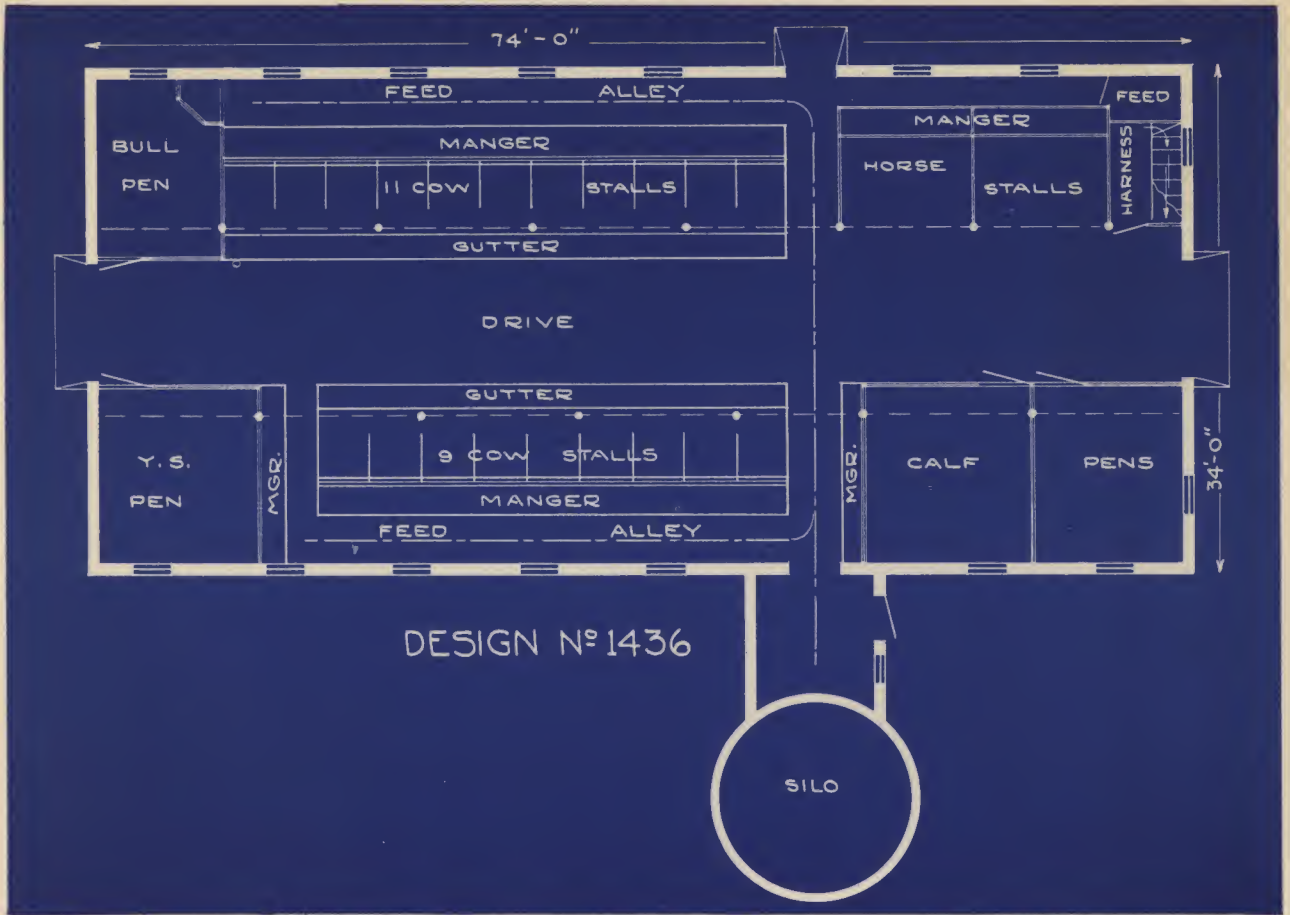 74'-0"
FEED ALLEY
FEED
MANGER
BULL
PEN
MANGER
HORSE
STALLS
HARNESS
11 COW STALLS
GUTTER
DRIVE
GUTTER
Y. S.
PEN
MGR.
9 COW STALLS
MGR.
CALF PENS
34'-0"
MANGER
FEED ALLEY
DESIGN Nº 1436
SILO